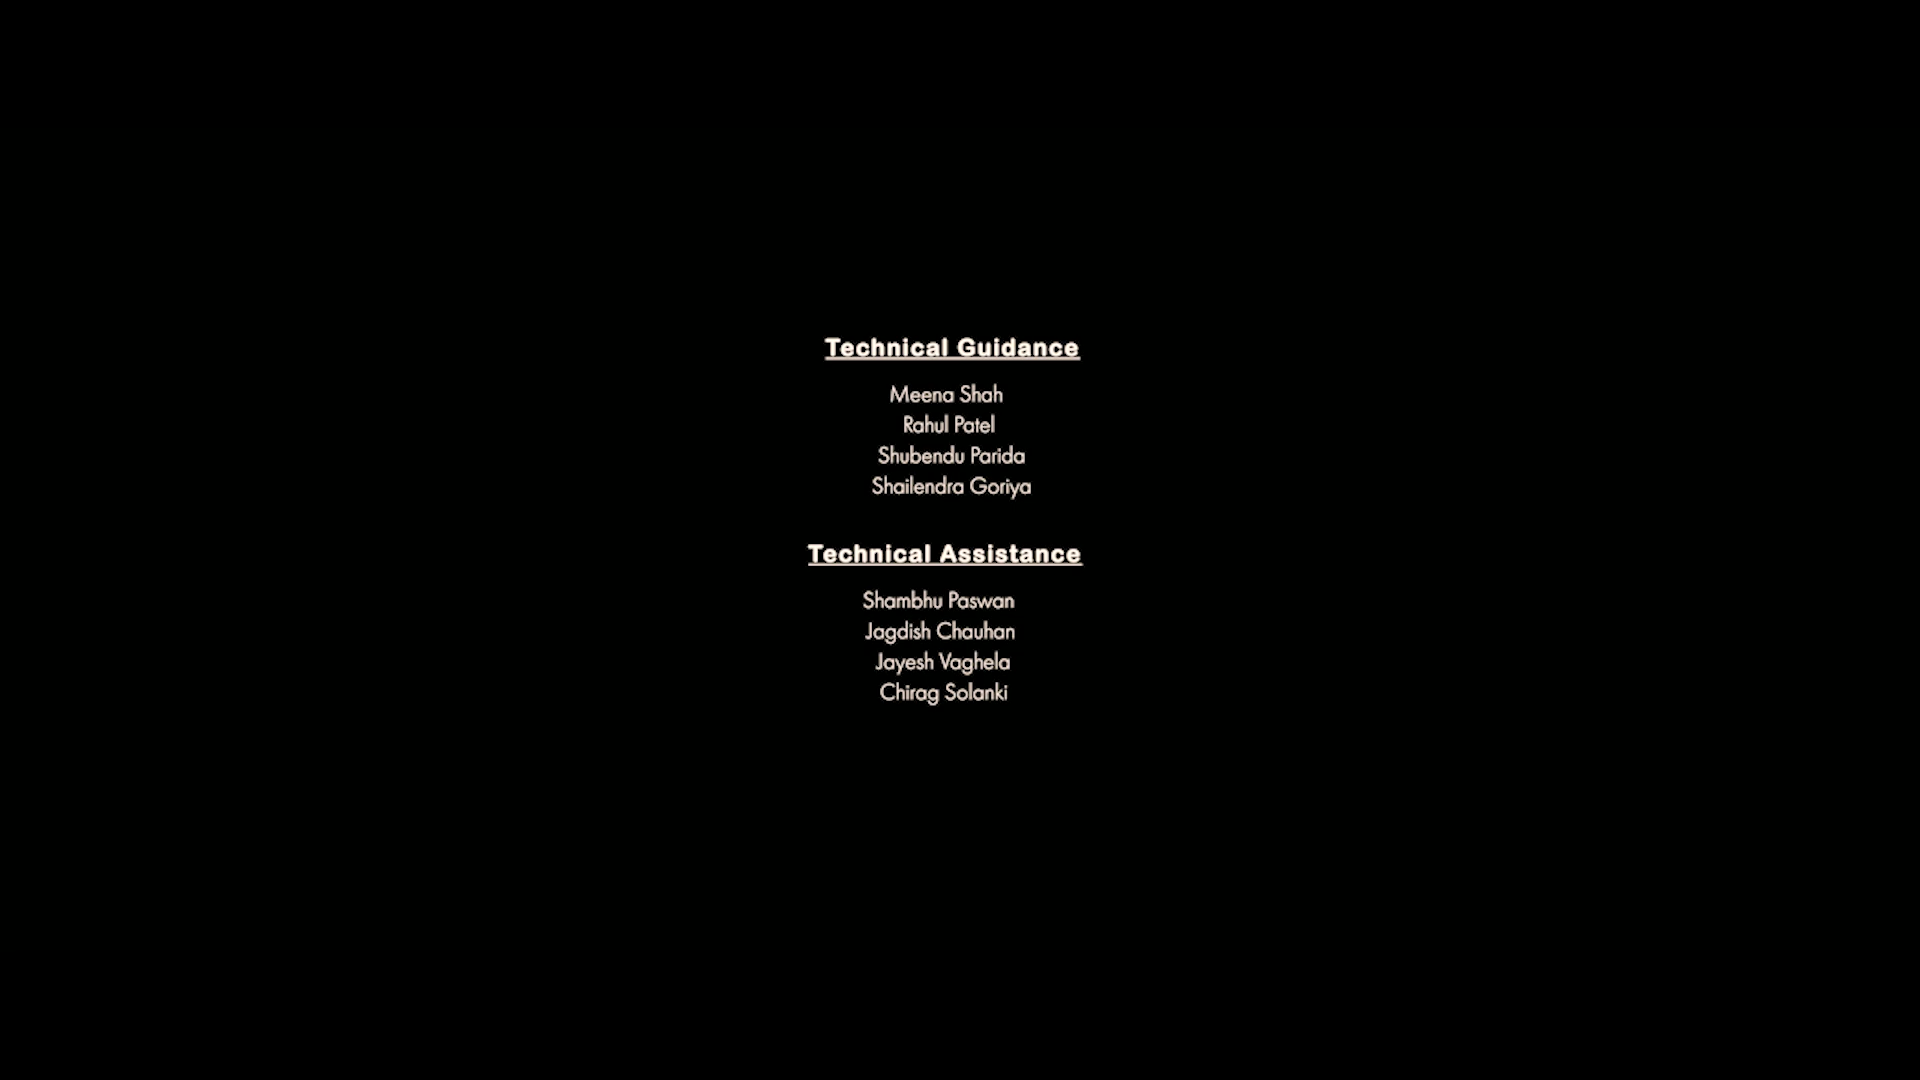 Technical Guidance
Meena Shah
Rahul Patel
Shubendu Parida
Shailendra Goriya
Technical Assistance
Shambhu Paswan
Jagdish Chauhan
Jayesh Vaghela
Chirag Solanki